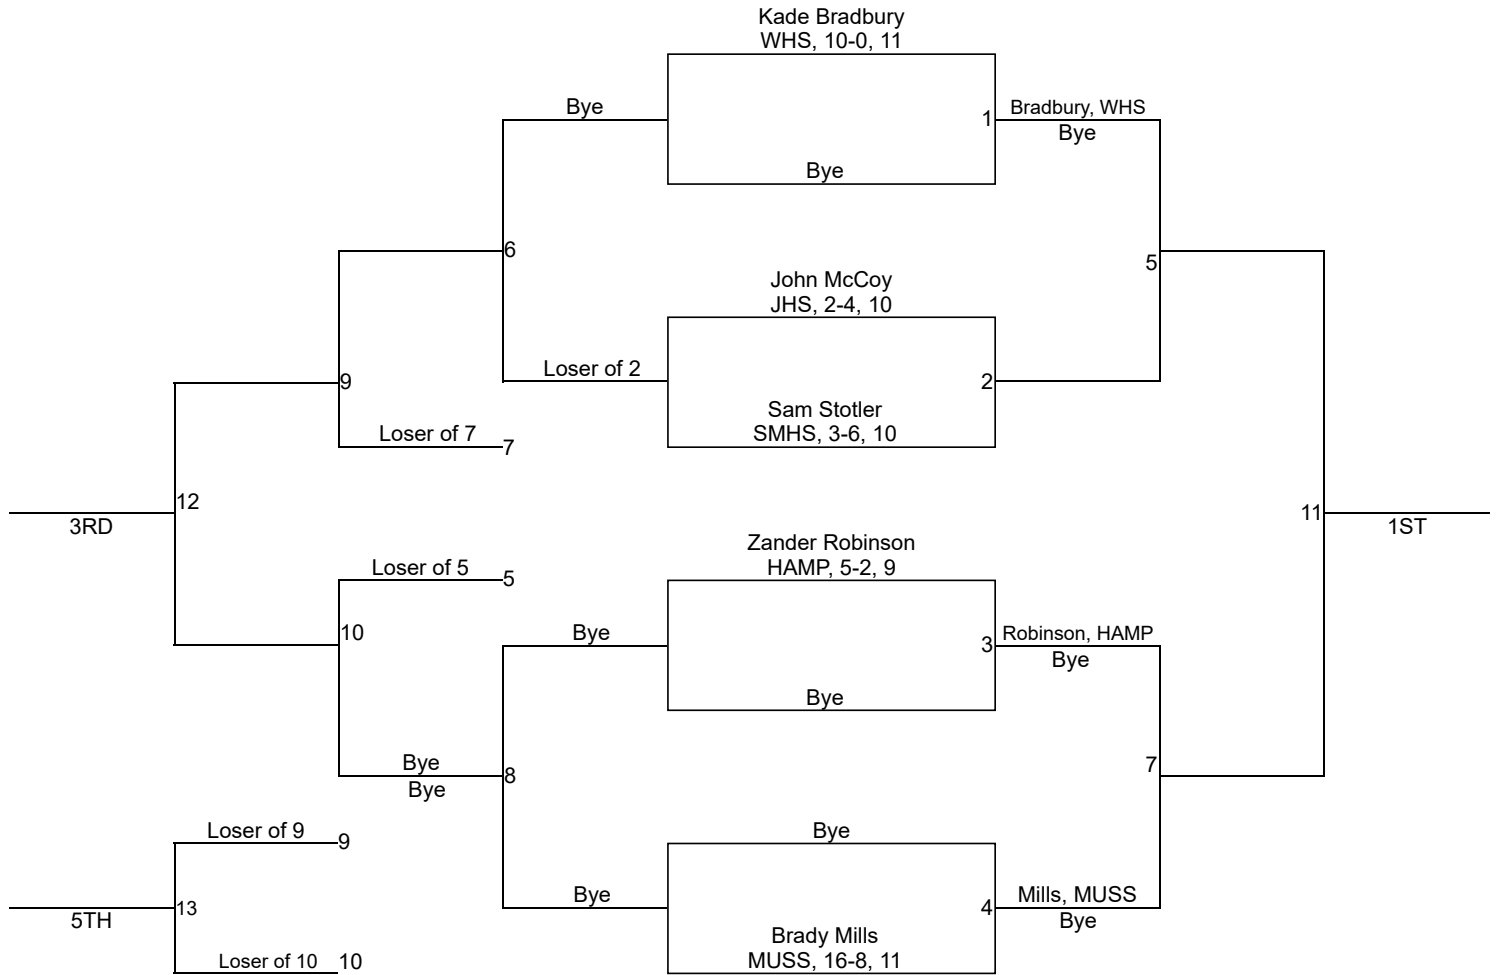 Kade Bradbury
WHS, 10-0, 11
Bye
1
Bradbury, WHS
Bye
Bye
6
5
John McCoy
JHS, 2-4, 10
Loser of 2
2
9
Sam Stotler
SMHS, 3-6, 10
Loser of 7
7
12
3RD
11
1ST
Zander Robinson
HAMP, 5-2, 9
Loser of 5
5
10
Bye
3
Robinson, HAMP
Bye
Bye
Bye
8
Bye
7
Loser of 9
9
Bye
Bye
4
Mills, MUSS
Bye
13
5TH
Brady Mills
MUSS, 16-8, 11
Loser of 10
10